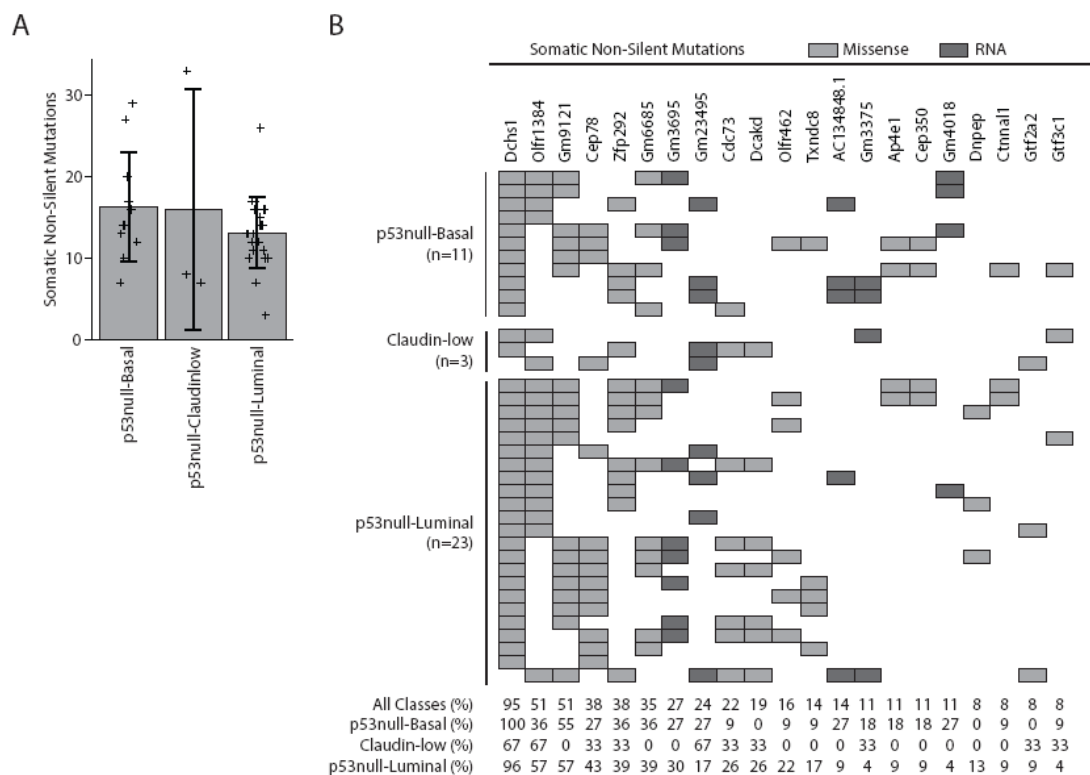 A
B
Somatic Non-Silent Mutations
Missense
RNA
Somatic Non-Silent Mutations
30
20
10
0
p53null-Basal
p53null-Claudinlow
p53null-Luminal
Dchs1
Olfr1384
Gm9121
Cep78
Zfp292
Gm6685
Gm3695
Gm23495
Cdc73
Dcakd
Olfr462
Txndc8
AC134848.1
Gm3375
Ap4e1
Cep350
Gm4018
Dnpep
Ctnnal1
Gtf2a2
Gtf3c1
p53null-Basal
(n=11)
Claudin-low
(n=3)
p53null-Luminal
(n=23)
All Classes (%) 95 51 51 38 38 35 27 24 22 19 16 14 14 11 11 11 11 8 8 8 8
p53null-Basal (%) 100 36 55 27 36 36 27 27 9 0 9 9 27 18 18 18 27 0 9 0 9
Claudin-low (%) 67 67 0 33 33 0 0 67 33 33 0 0 0 33 0 0 0 0 0 33 33
p53null-Luminal (%) 96 57 57 43 39 39 30 17 26 26 22 17 9 4 9 9 4 13 9 9 4